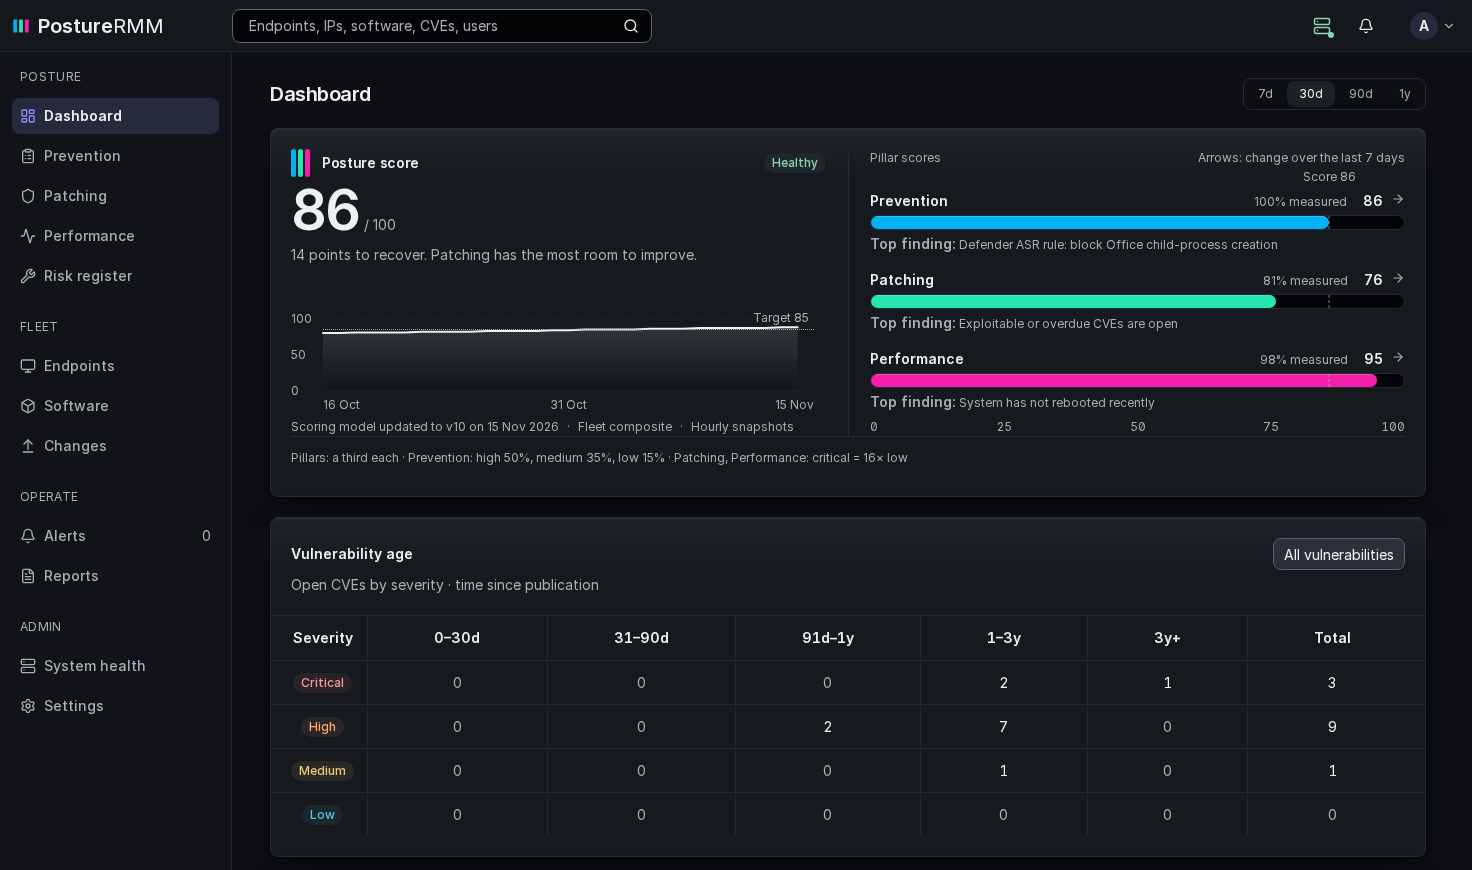 PostureRMM
Endpoints, IPs, software, CVEs, users
A
POSTURE
Dashboard
Prevention
Patching
Performance
Risk register
FLEET
Endpoints
Software
Changes
OPERATE
Alerts 0
Reports
ADMIN
System health
Settings
Dashboard
7d 30d 90d 1y
Posture score
Healthy
86 / 100
14 points to recover. Patching has the most room to improve.
Target 85
100
50
0
16 Oct 31 Oct 15 Nov
Scoring model updated to v10 on 15 Nov 2026 · Fleet composite · Hourly snapshots
Pillar scores
Arrows: change over the last 7 days
Score 86
Prevention 100% measured 86 →
Top finding: Defender ASR rule: block Office child-process creation
Patching 81% measured 76 →
Top finding: Exploitable or overdue CVEs are open
Performance 98% measured 95 →
Top finding: System has not rebooted recently
0 25 50 75 100
Pillars: a third each · Prevention: high 50%, medium 35%, low 15% · Patching, Performance: critical = 16× low
Vulnerability age
All vulnerabilities
Open CVEs by severity · time since publication
Severity 0–30d 31–90d 91d–1y 1–3y 3y+ Total
Critical 0 0 0 2 1 3
High 0 0 2 7 0 9
Medium 0 0 0 1 0 1
Low 0 0 0 0 0 0